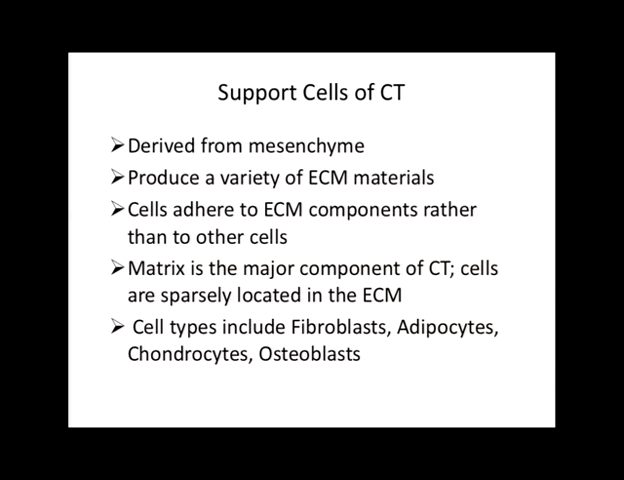 Support Cells of CT
➢Derived from mesenchyme
➢Produce a variety of ECM materials
➢Cells adhere to ECM components rather
than to other cells
➢Matrix is the major component of CT; cells
are sparsely located in the ECM
➢ Cell types include Fibroblasts, Adipocytes,
Chondrocytes, Osteoblasts